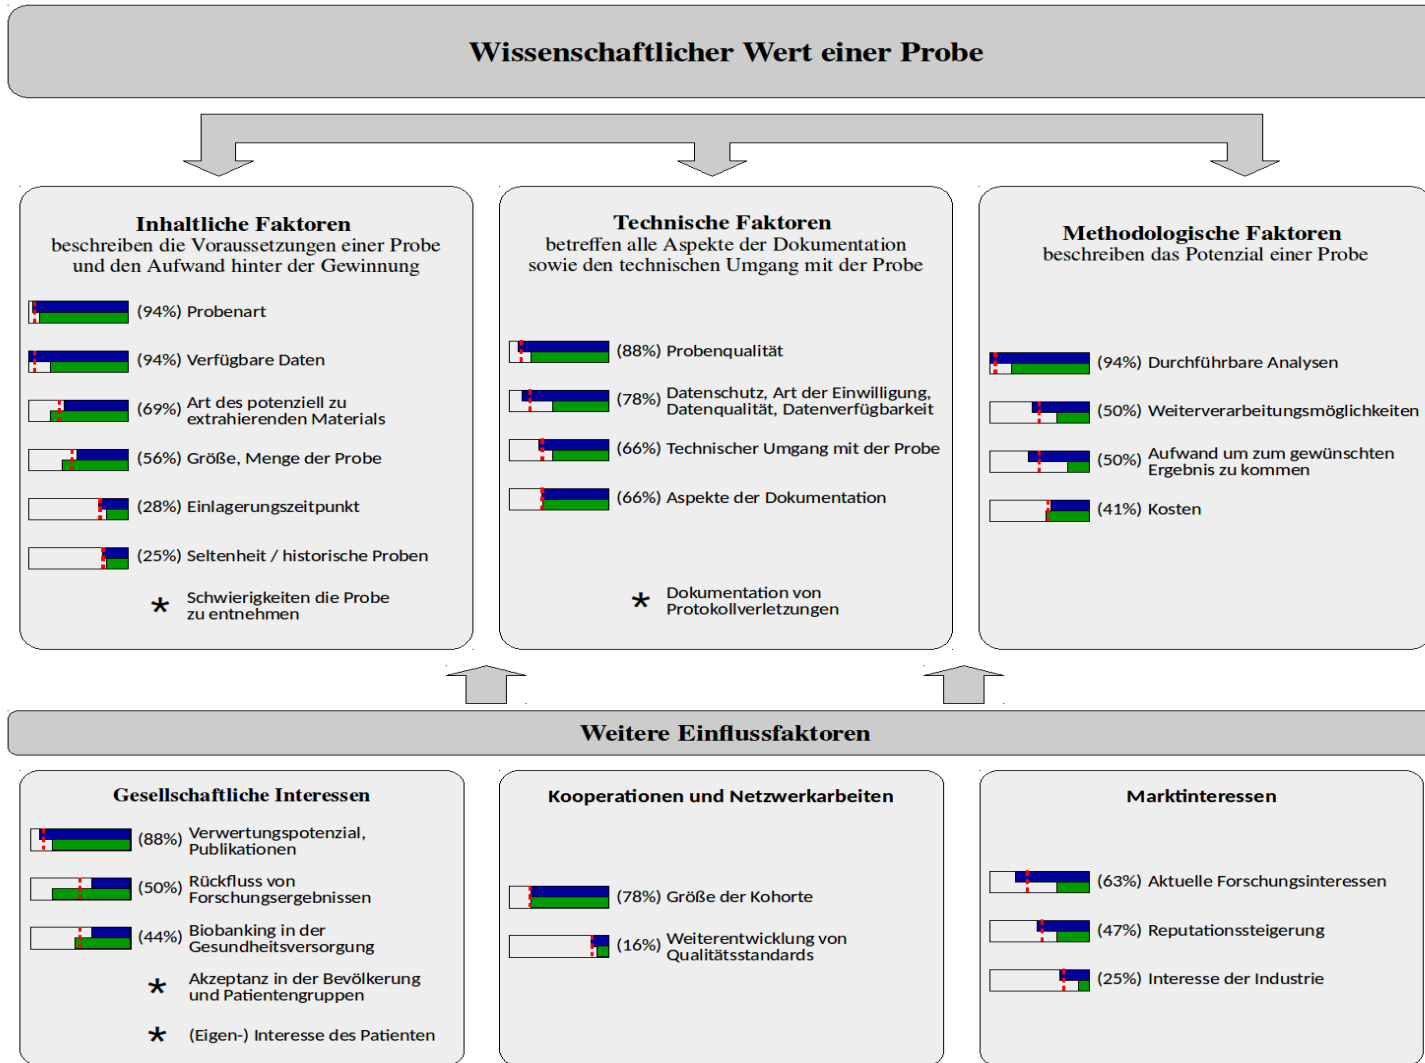 Wissenschaftlicher Wert einer Probe
Inhaltliche Faktoren
beschreiben die Voraussetzungen einer Probe
und den Aufwand hinter der Gewinnung
(94%) Probenart
(94%) Verfügbare Daten
(69%) Art des potenziell zu
extrahierenden Materials
(56%) Größe, Menge der Probe
(28%) Einlagerungszeitpunkt
(25%) Seltenheit / historische Proben
* Schwierigkeiten die Probe
zu entnehmen
Technische Faktoren
betreffen alle Aspekte der Dokumentation
sowie den technischen Umgang mit der Probe
(88%) Probenqualität
(78%) Datenschutz, Art der Einwilligung,
Datenqualität, Datenverfügbarkeit
(66%) Technischer Umgang mit der Probe
(66%) Aspekte der Dokumentation
* Dokumentation von
Protokollverletzungen
Methodologische Faktoren
beschreiben das Potenzial einer Probe
(94%) Durchführbare Analysen
(50%) Weiterverarbeitungsmöglichkeiten
(50%) Aufwand um zum gewünschten
Ergebnis zu kommen
(41%) Kosten
Weitere Einflussfaktoren
Gesellschaftliche Interessen
(88%) Verwertungspotenzial,
Publikationen
(50%) Rückfluss von
Forschungsergebnissen
(44%) Biobanking in der
Gesundheitsversorgung
* Akzeptanz in der Bevölkerung
und Patientengruppen
* (Eigen-) Interesse des Patienten
Kooperationen und Netzwerkarbeiten
(78%) Größe der Kohorte
(16%) Weiterentwicklung von
Qualitätsstandards
Marktinteressen
(63%) Aktuelle Forschungsinteressen
(47%) Reputationssteigerung
(25%) Interesse der Industrie